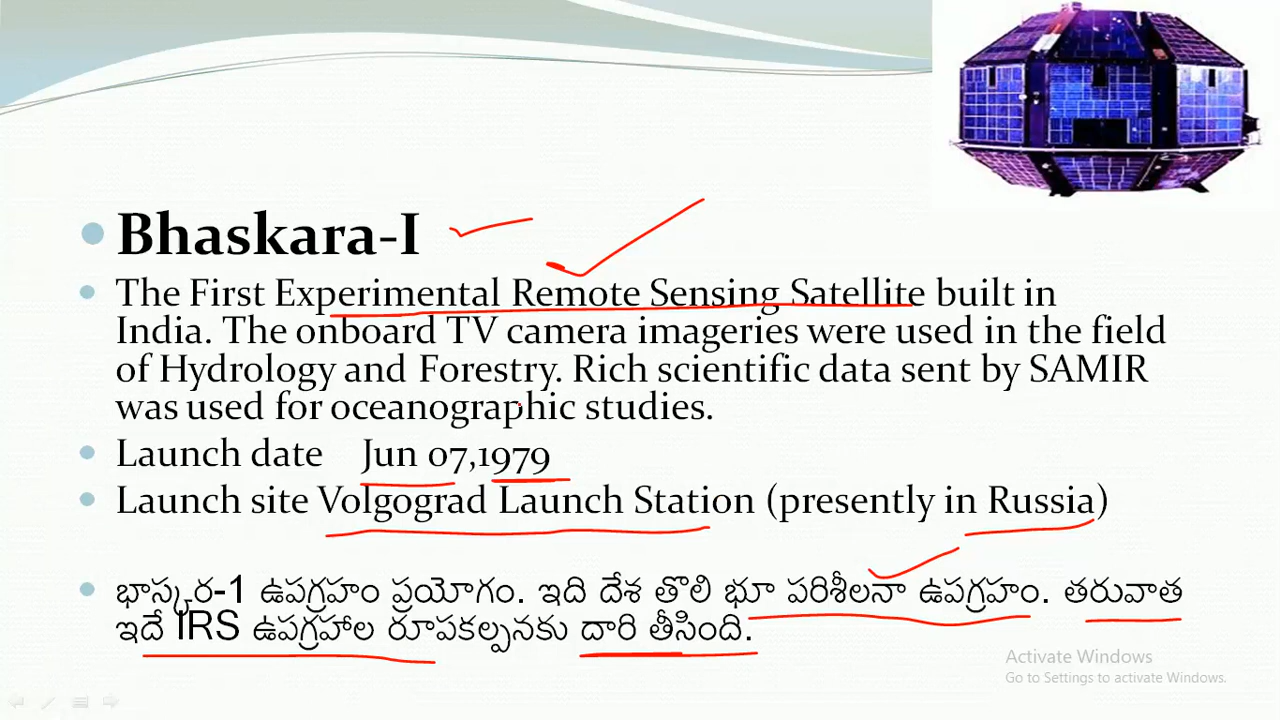 Bhaskara-I
The First Experimental Remote Sensing Satellite built in
India. The onboard TV camera imageries were used in the field
of Hydrology and Forestry. Rich scientific data sent by SAMIR
was used for oceanographic studies.
Launch date Jun 07,1979
Launch site Volgograd Launch Station (presently in Russia)
భాస్కర-1 ఉపగ్రహం ప్రయోగం. ఇది దేశ తొలి భూ పరిశీలనా ఉపగ్రహం. తరువాత
ఇదే IRS ఉపగ్రహాల రూపకల్పనకు దారి తీసింది.
Activate Windows
Go to Settings to activate Windows.